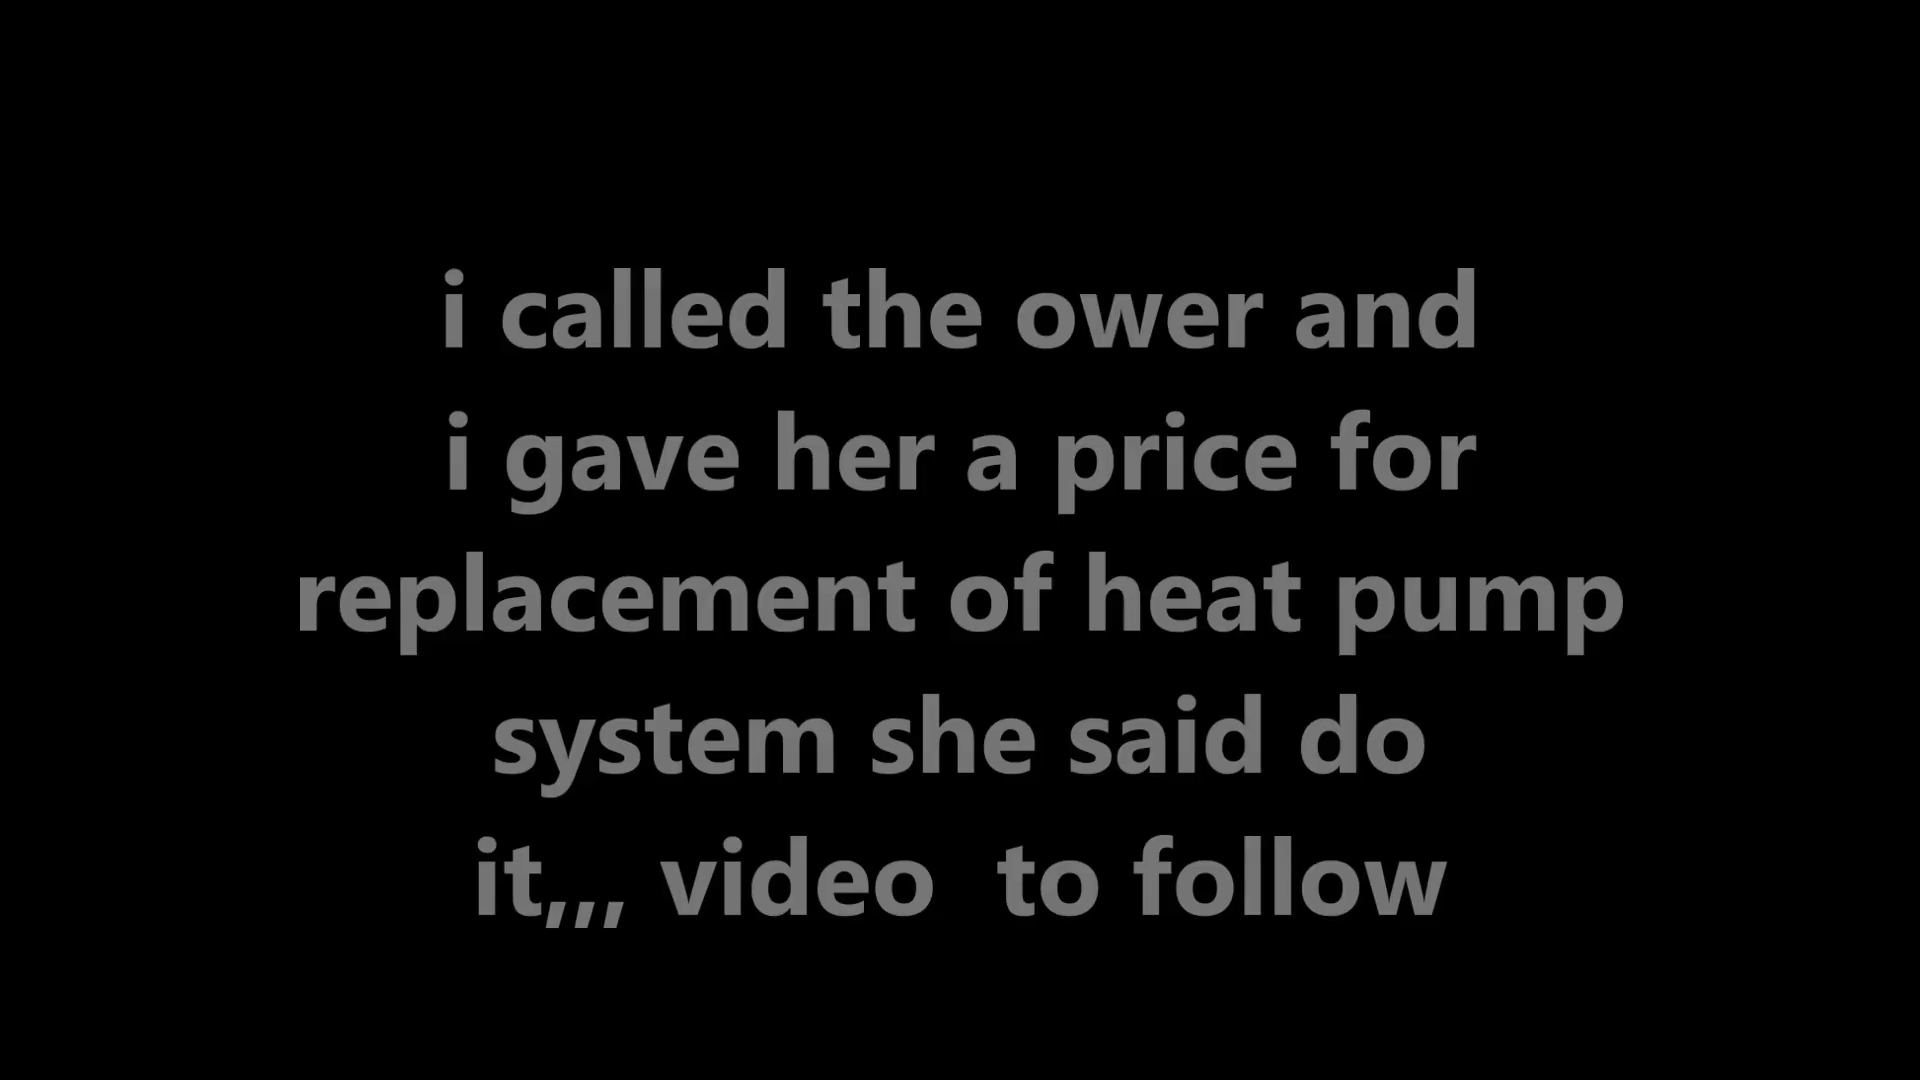 i called the ower and
i gave her a price for
replacement of heat pump
system she said do
it,,, video  to follow